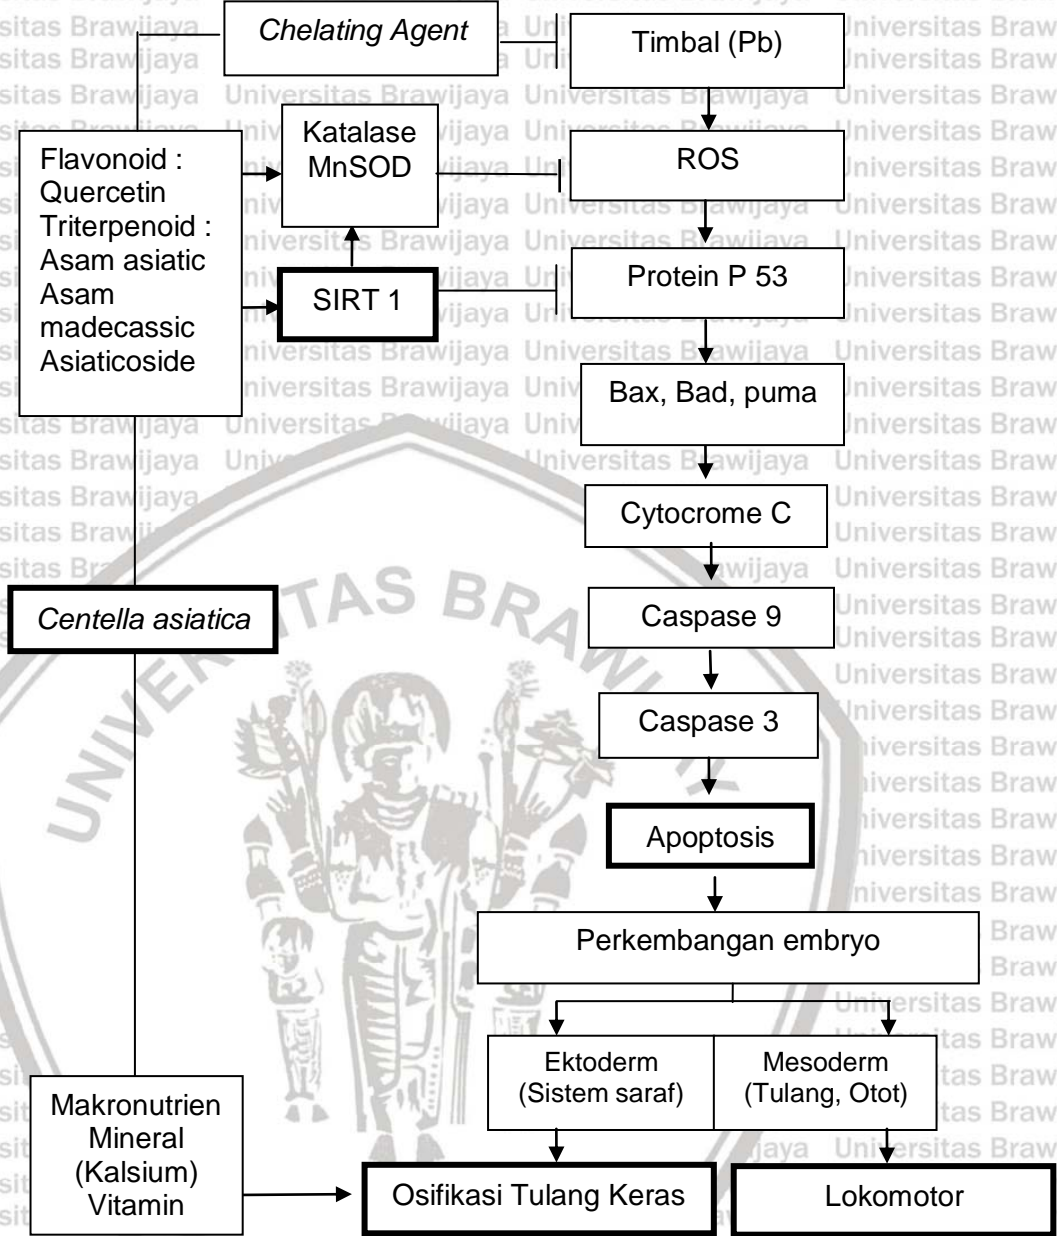 Chelating Agent
Timbal (Pb)
Flavonoid :
Quercetin
Triterpenoid :
Asam asiatic
Asam
madecassic
Asiaticoside
Katalase
MnSOD
ROS
SIRT 1
Protein P 53
Bax, Bad, puma
Cytocrome C
Centella asiatica
Caspase 9
Caspase 3
Apoptosis
Perkembangan embryo
Ektoderm
(Sistem saraf)
Mesoderm
(Tulang, Otot)
Makronutrien
Mineral
(Kalsium)
Vitamin
Osifikasi Tulang Keras
Lokomotor
UNIVERSITAS BRAWIJAYA